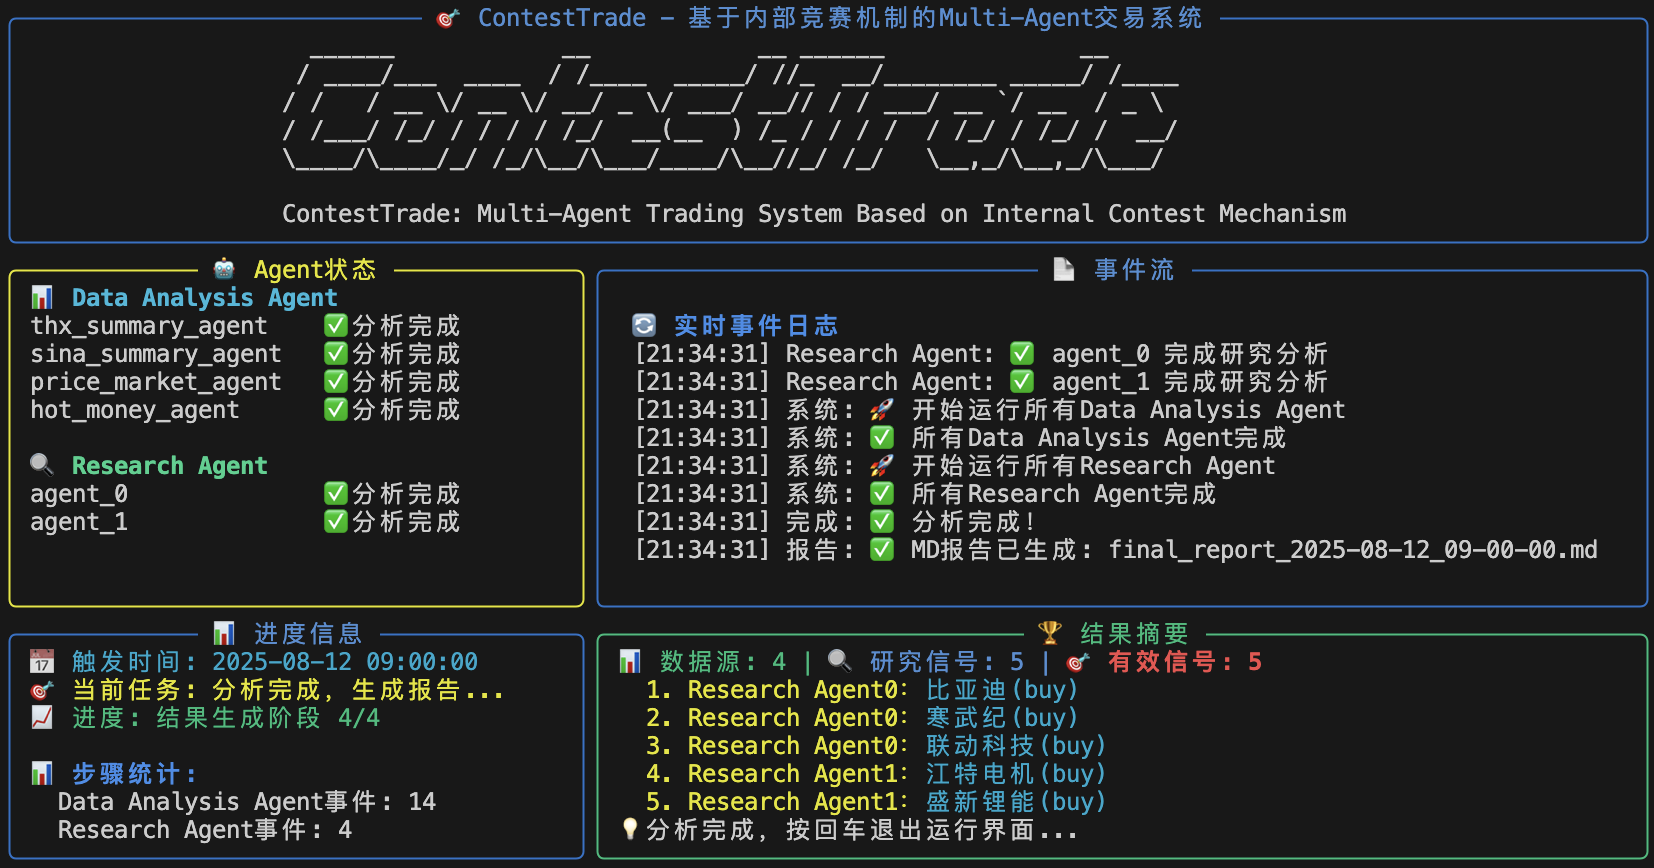 ContestTrade - 基于内部竞赛机制的Multi-Agent交易系统
ContestTrade
ContestTrade: Multi-Agent Trading System Based on Internal Contest Mechanism
Agent状态
Data Analysis Agent
thx_summary_agent ✅分析完成
sina_summary_agent ✅分析完成
price_market_agent ✅分析完成
hot_money_agent ✅分析完成
Research Agent
agent_0 ✅分析完成
agent_1 ✅分析完成
事件流
实时事件日志
[21:34:31] Research Agent: ✅ agent_0 完成研究分析
[21:34:31] Research Agent: ✅ agent_1 完成研究分析
[21:34:31] 系统: 🚀 开始运行所有Data Analysis Agent
[21:34:31] 系统: ✅ 所有Data Analysis Agent完成
[21:34:31] 系统: 🚀 开始运行所有Research Agent
[21:34:31] 系统: ✅ 所有Research Agent完成
[21:34:31] 完成: ✅ 分析完成!
[21:34:31] 报告: ✅ MD报告已生成: final_report_2025-08-12_09-00-00.md
进度信息
触发时间: 2025-08-12 09:00:00
当前任务: 分析完成, 生成报告...
进度: 结果生成阶段 4/4
步骤统计:
Data Analysis Agent事件: 14
Research Agent事件: 4
结果摘要
数据源: 4 | 🔍 研究信号: 5 | 🎯 有效信号: 5
1. Research Agent0: 比亚迪(buy)
2. Research Agent0: 寒武纪(buy)
3. Research Agent0: 联动科技(buy)
4. Research Agent1: 江特电机(buy)
5. Research Agent1: 盛新锂能(buy)
💡分析完成, 按回车退出运行界面...